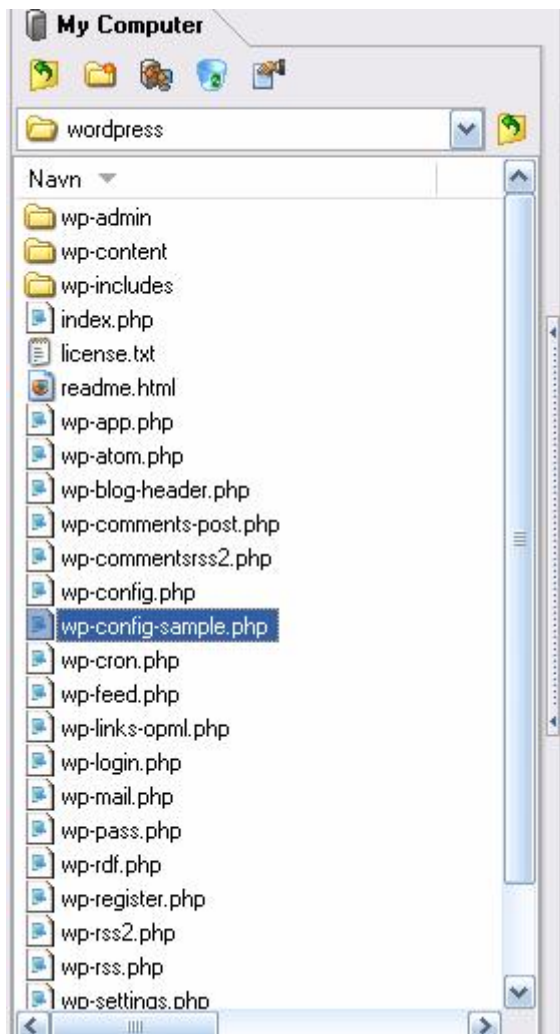 My Computer
wordpress
Navn
wp-admin
wp-content
wp-includes
index.php
license.txt
readme.html
wp-app.php
wp-atom.php
wp-blog-header.php
wp-comments-post.php
wp-commentsrss2.php
wp-config.php
wp-config-sample.php
wp-cron.php
wp-feed.php
wp-links-opml.php
wp-login.php
wp-mail.php
wp-pass.php
wp-rdf.php
wp-register.php
wp-rss2.php
wp-rss.php
wp-settings.php